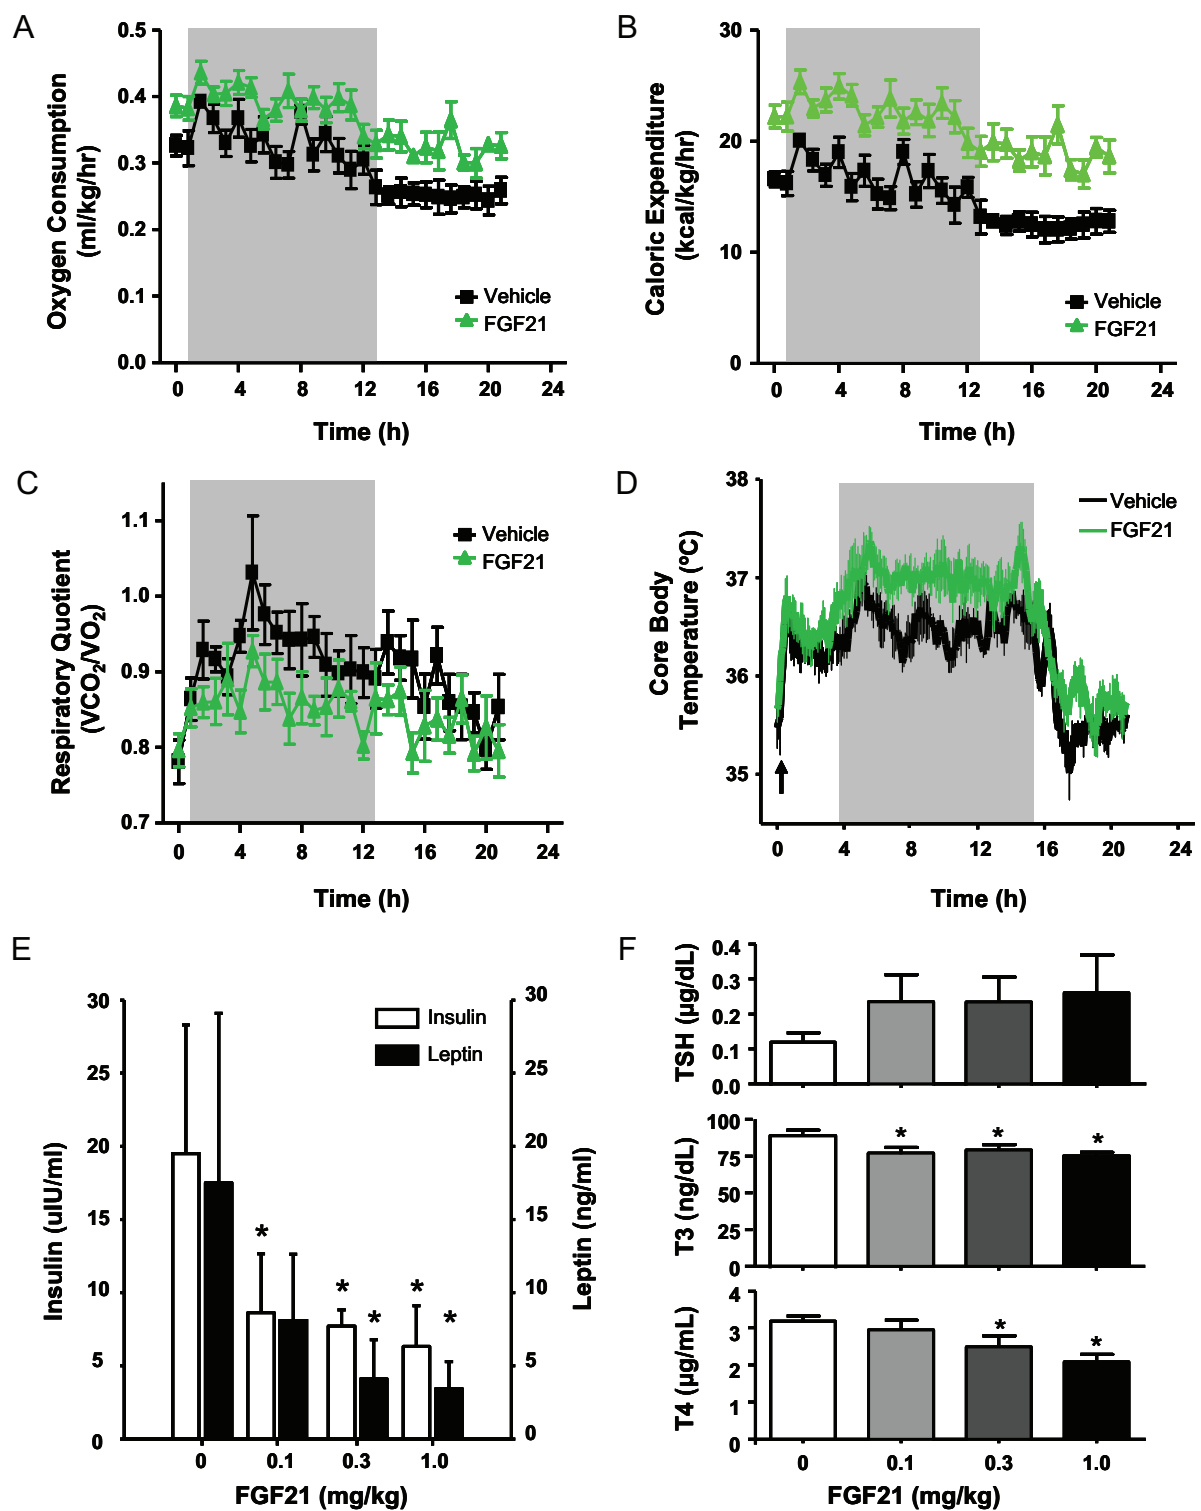 A
0.5
0.4
0.3
0.2
0.1
0.0
Oxygen Consumption
(ml/kg/hr)
Vehicle
FGF21
0 4 8 12 16 20 24
Time (h)
B
30
20
10
0
Caloric Expenditure
(kcal/kg/hr)
Vehicle
FGF21
0 4 8 12 16 20 24
Time (h)
C
1.1
1.0
0.9
0.8
0.7
Respiratory Quotient
(VCO2/VO2)
Vehicle
FGF21
0 4 8 12 16 20 24
Time (h)
D
38
37
36
35
Core Body
Temperature (ºC)
Vehicle
FGF21
0 4 8 12 16 20 24
Time (h)
E
30
25
20
15
10
5
0
Insulin (uIU/ml)
Insulin
Leptin
* * * * *
30
25
20
15
10
5
0
Leptin (ng/ml)
0 0.1 0.3 1.0
FGF21 (mg/kg)
F
0.4
0.3
0.2
0.1
0.0
TSH (µg/dL)
100
75
50
25
0
T3 (ng/dL)
* * *
4
3
2
1
0
T4 (µg/mL)
* *
0 0.1 0.3 1.0
FGF21 (mg/kg)